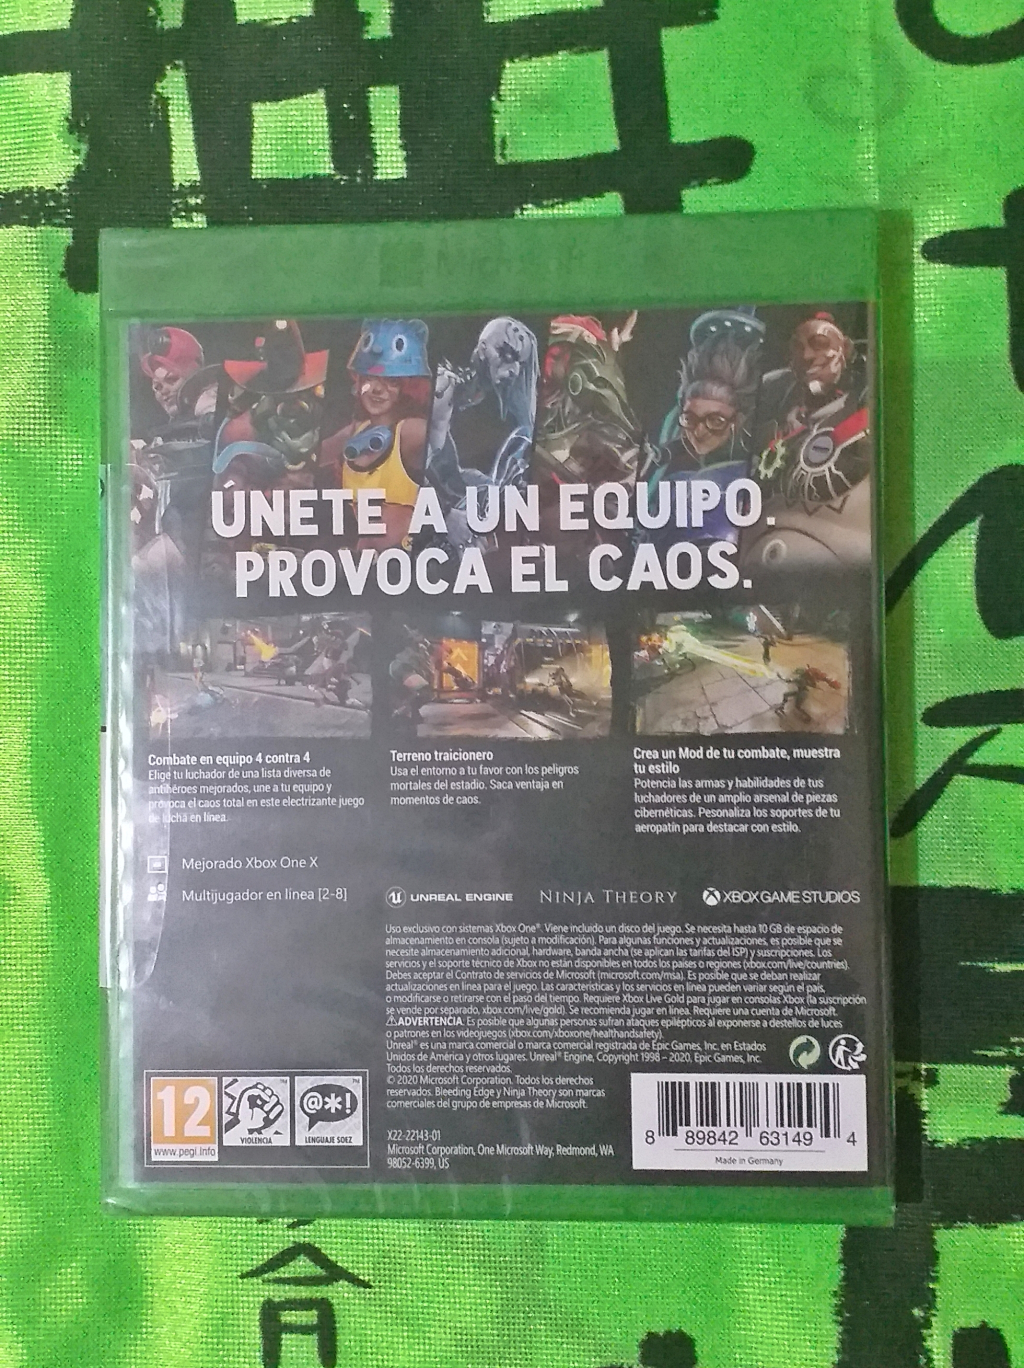 ÚNETE A UN EQUIPO.
PROVOCA EL CAOS.
Combate en equipo 4 contra 4
Elige tu luchador de una lista diversa de
antihéroes mejorados, une a tu equipo y
provoca el caos total en este electrizante juego
de lucha en línea.
Terreno traicionero
Usa el entorno a tu favor con los peligros
mortales del estadio. Saca ventaja en
momentos de caos.
Crea un Mod de tu combate, muestra
tu estilo
Potencia las armas y habilidades de tus
luchadores de un amplio arsenal de piezas
cibernéticas. Pesonaliza los soportes de tu
aeropatín para destacar con estilo.
Mejorado Xbox One X
Multijugador en línea [2-8]
UNREAL ENGINE
NINJA THEORY
XBOX GAME STUDIOS
Uso exclusivo con sistemas Xbox One®. Viene incluido un disco del juego. Se necesita hasta 10 GB de espacio de
almacenamiento en consola (sujeto a modificación). Para algunas funciones y actualizaciones, es posible que se
necesite almacenamiento adicional, hardware, banda ancha (se aplican las tarifas del ISP) y suscripciones. Los
servicios y el soporte técnico de Xbox no están disponibles en todos los países o regiones (xbox.com/live/countries).
Debes aceptar el Contrato de servicios de Microsoft (microsoft.com/msa). Es posible que se deban realizar
actualizaciones en línea para el juego. Las características y los servicios en línea pueden variar según el país,
o modificarse o retirarse con el paso del tiempo. Requiere Xbox Live Gold para jugar en consolas Xbox (la suscripción
se vende por separado, xbox.com/live/gold). Se recomienda jugar en línea. Requiere una cuenta de Microsoft.
⚠ADVERTENCIA: Es posible que algunas personas sufran ataques epilépticos al exponerse a destellos de luces
o patrones en los videojuegos (xbox.com/xboxone/healthandsafety).
Unreal® es una marca comercial o marca comercial registrada de Epic Games, Inc. en Estados
Unidos de América y otros lugares. Unreal® Engine, Copyright 1998 – 2020, Epic Games, Inc.
Todos los derechos reservados.
© 2020 Microsoft Corporation. Todos los derechos
reservados. Bleeding Edge y Ninja Theory son marcas
comerciales del grupo de empresas de Microsoft.
X22-22143-01
Microsoft Corporation, One Microsoft Way, Redmond, WA
98052-6399, US
12
www.pegi.info
VIOLENCIA
@*!
LENGUAJE SOEZ
8 89842 63149 4
Made in Germany
合